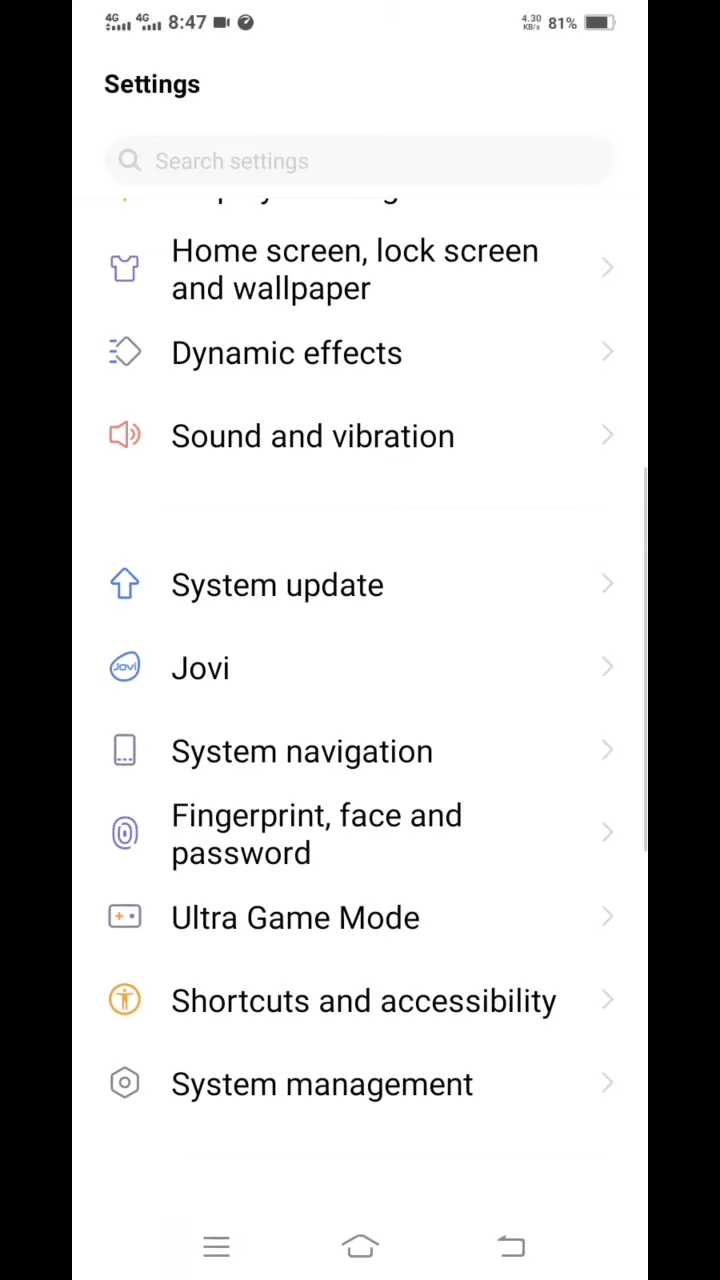 4G 4G 8:47 4.30 KB/s 81%
Settings
Search settings
Home screen, lock screen
and wallpaper
Dynamic effects
Sound and vibration
System update
Jovi
Jovi
System navigation
Fingerprint, face and
password
Ultra Game Mode
Shortcuts and accessibility
System management